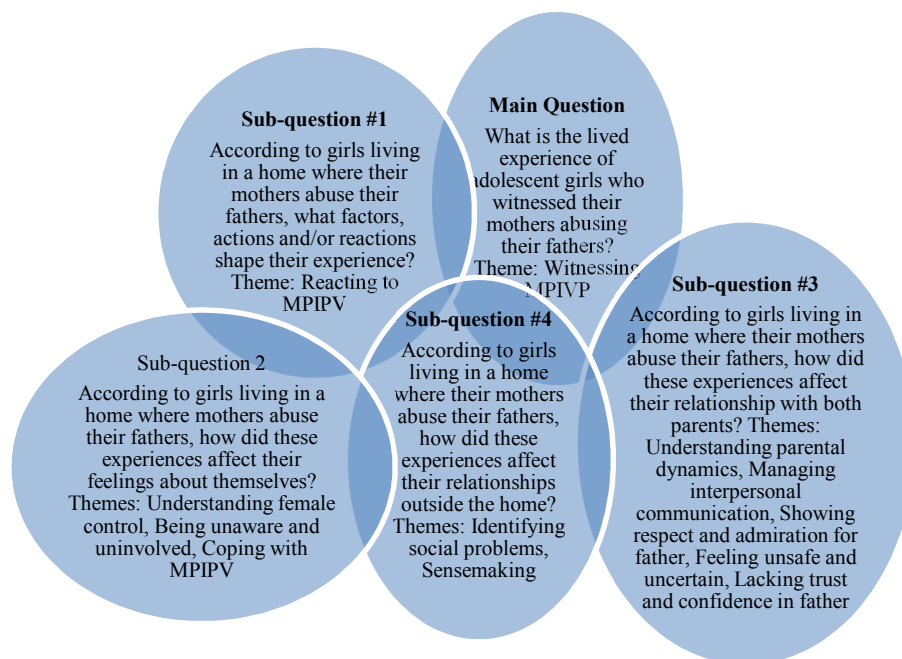 Sub-question #1
According to girls living
in a home where their
mothers abuse their
fathers, what factors,
actions and/or reactions
shape their experience?
Theme: Reacting to
MPIPV
Main Question
What is the lived
experience of
adolescent girls who
witnessed their
mothers abusing
their fathers?
Theme: Witnessing
MPIVP
Sub-question 2
According to girls living in a
home where mothers abuse
their fathers, how did these
experiences affect their
feelings about themselves?
Themes: Understanding female
control, Being unaware and
uninvolved, Coping with
MPIPV
Sub-question #4
According to girls
living in a home
where their mothers
abuse their fathers,
how did these
experiences affect
their relationships
outside the home?
Themes: Identifying
social problems,
Sensemaking
Sub-question #3
According to girls living in
a home where their mothers
abuse their fathers, how did
these experiences affect
their relationship with both
parents? Themes:
Understanding parental
dynamics, Managing
interpersonal
communication, Showing
respect and admiration for
father, Feeling unsafe and
uncertain, Lacking trust
and confidence in father